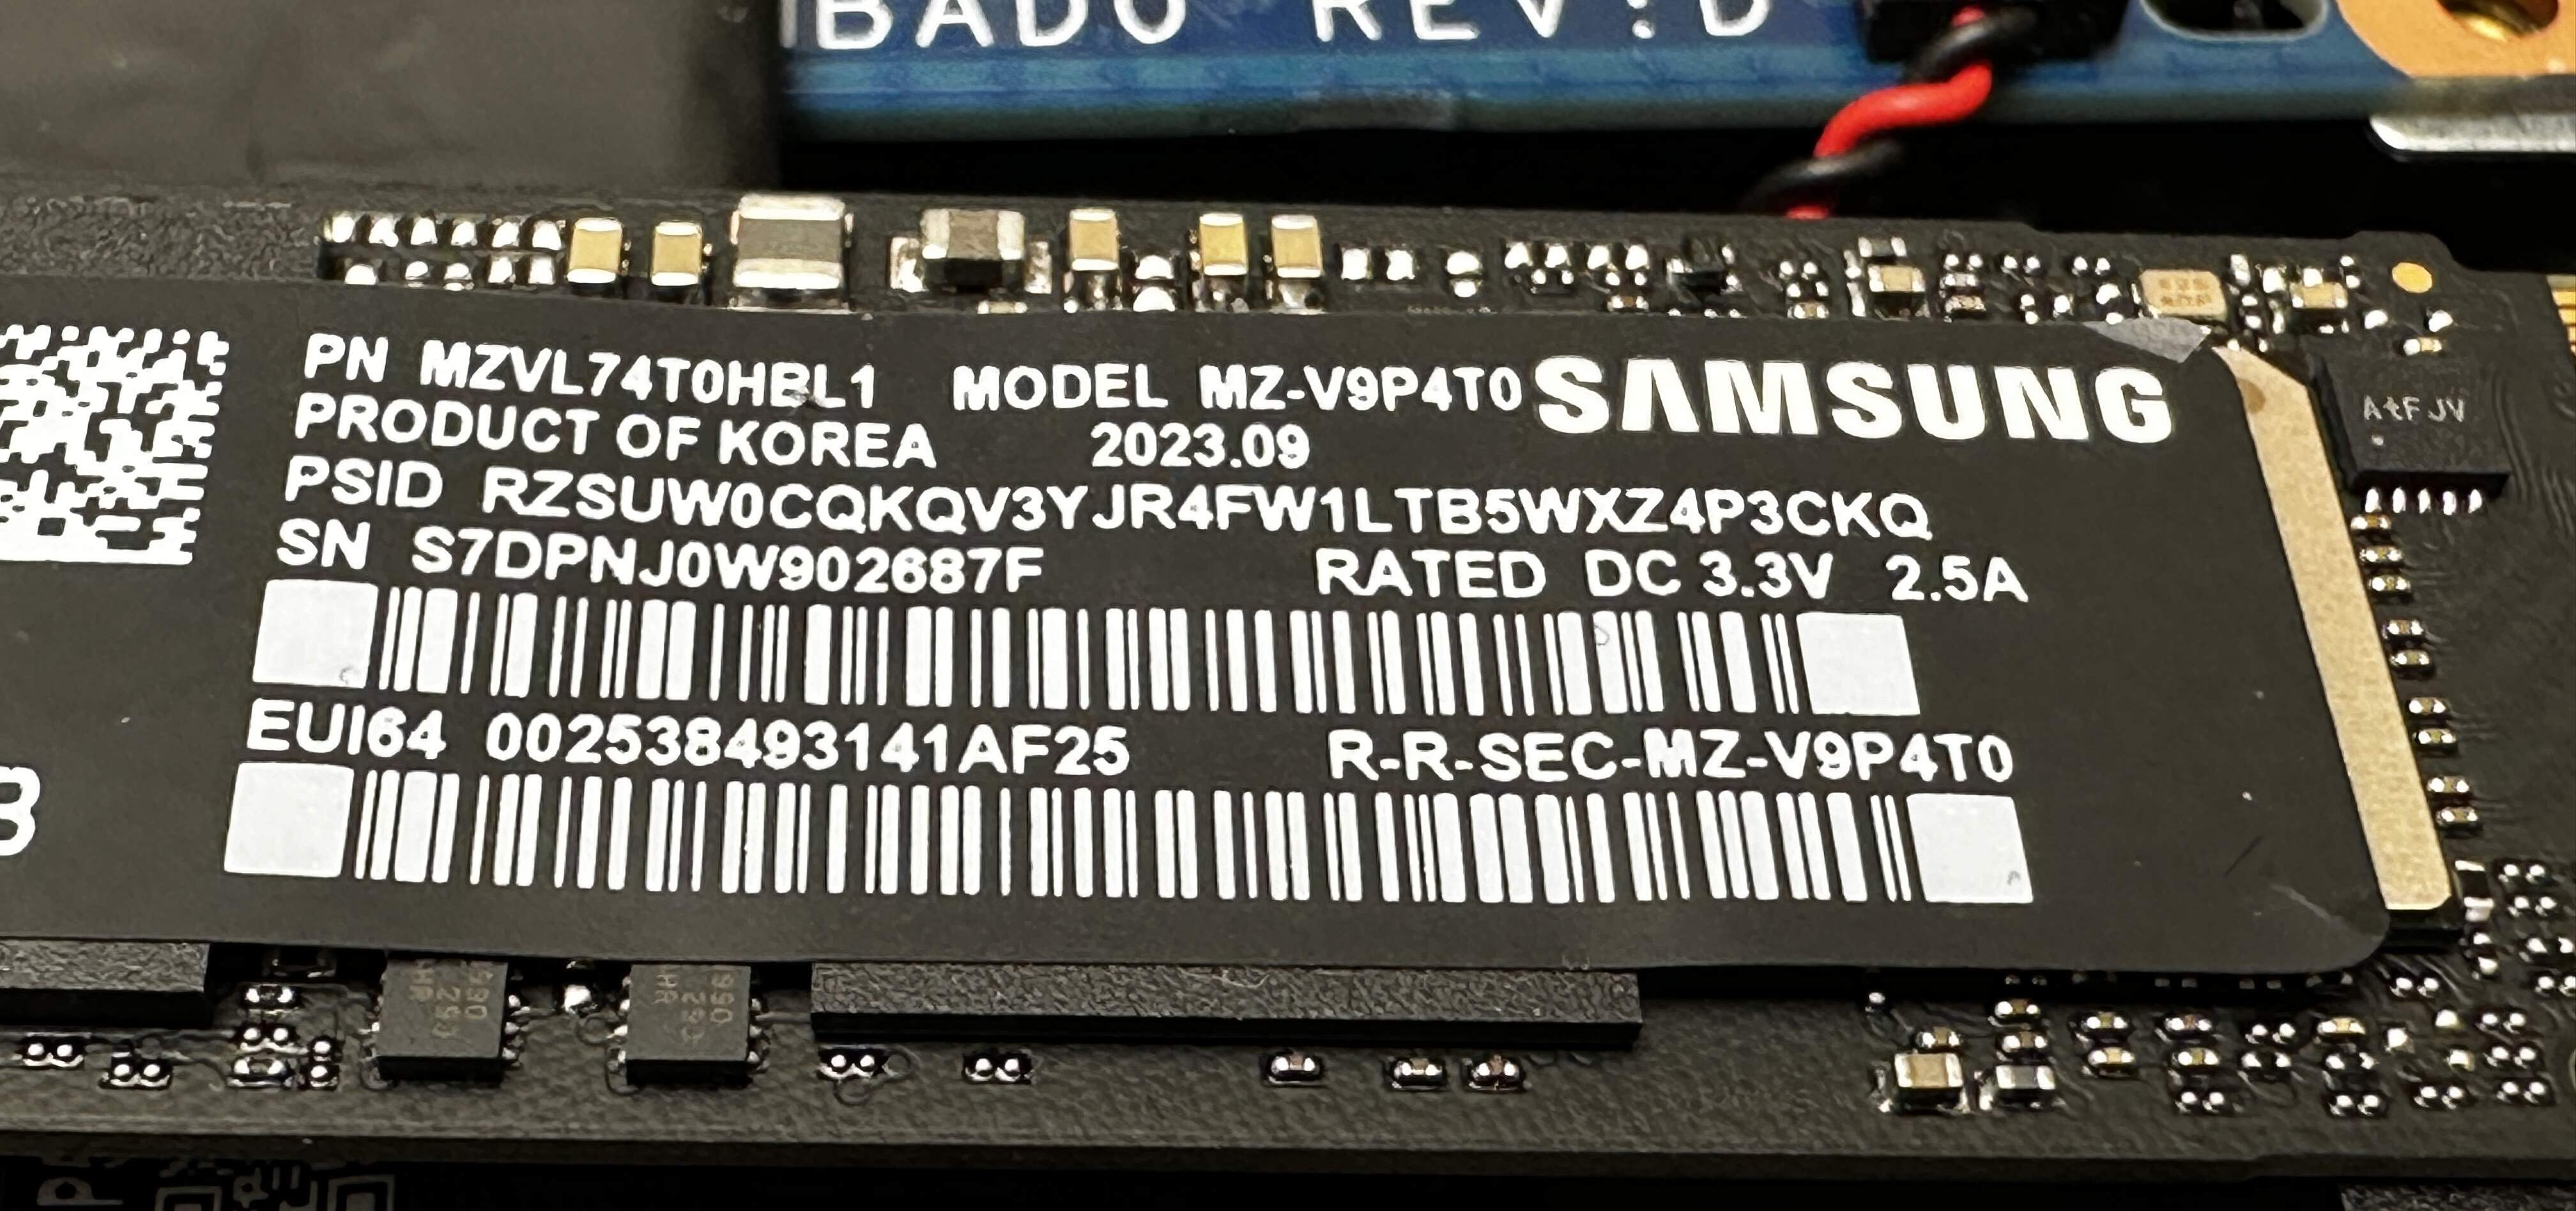 BAD0 REV:D
PN MZVL74T0HBL1 MODEL MZ-V9P4T0 SAMSUNG
PRODUCT OF KOREA 2023.09
PSID RZSUW0CQKQV3YJR4FW1LTB5WXZ4P3CKQ
SN S7DPNJ0W902687F RATED DC 3.3V 2.5A
EUI64 002538493141AF25 R-R-SEC-MZ-V9P4T0
AtFJV